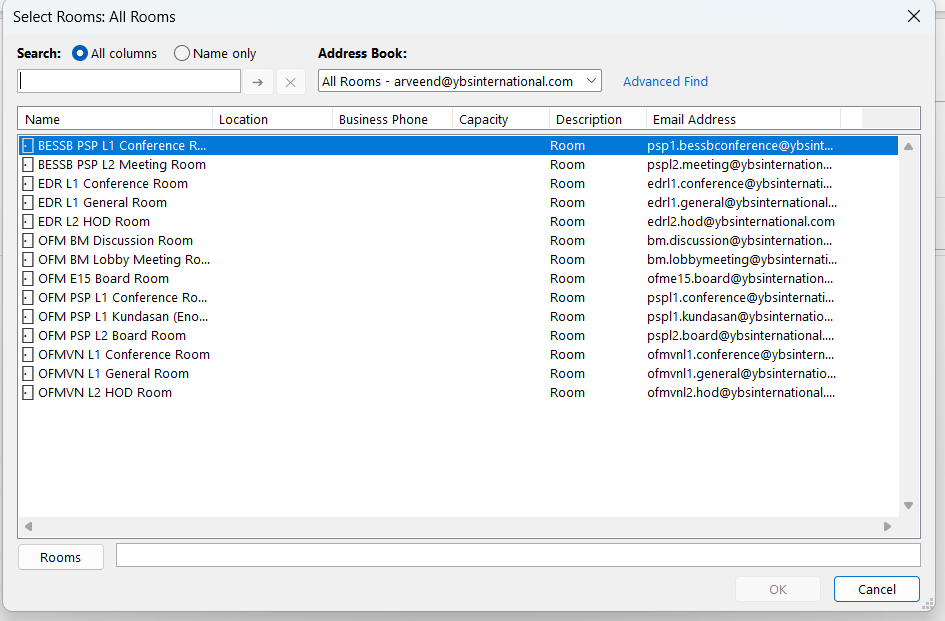 Select Rooms: All Rooms
Search: All columns Name only Address Book:
All Rooms - arveend@ybsinternational.com Advanced Find
Name Location Business Phone Capacity Description Email Address
BESSB PSP L1 Conference R... Room psp1.bessbconference@ybsint...
BESSB PSP L2 Meeting Room Room pspl2.meeting@ybsinternation...
EDR L1 Conference Room Room edrl1.conference@ybsinternati...
EDR L1 General Room Room edrl1.general@ybsinternational...
EDR L2 HOD Room Room edrl2.hod@ybsinternational.com
OFM BM Discussion Room Room bm.discussion@ybsinternation...
OFM BM Lobby Meeting Ro... Room bm.lobbymeeting@ybsinternati...
OFM E15 Board Room Room ofme15.board@ybsinternation...
OFM PSP L1 Conference Ro... Room pspl1.conference@ybsinternati...
OFM PSP L1 Kundasan (Eno... Room pspl1.kundasan@ybsinternatio...
OFM PSP L2 Board Room Room pspl2.board@ybsinternational....
OFMVN L1 Conference Room Room ofmvnl1.conference@ybsintern...
OFMVN L1 General Room Room ofmvnl1.general@ybsinternatio...
OFMVN L2 HOD Room Room ofmvnl2.hod@ybsinternational....
Rooms
OK Cancel